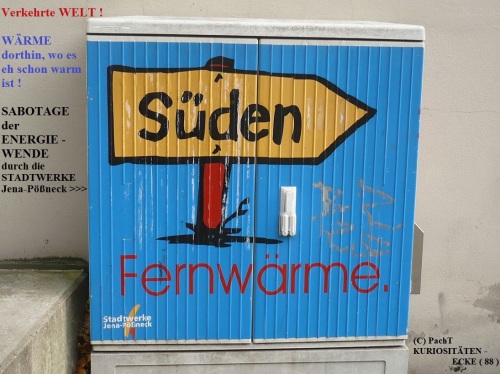 Verkehrte WELT !
WÄRME
dorthin, wo es
eh schon warm
ist !
SABOTAGE
der
ENERGIE -
WENDE
durch die
STADTWERKE
Jena-Pößneck >>>
Süden
Fernwärme.
Stadtwerke
Jena-Pößneck
(C) PachT
KURIOSITÄTEN -
ECKE ( 88 )